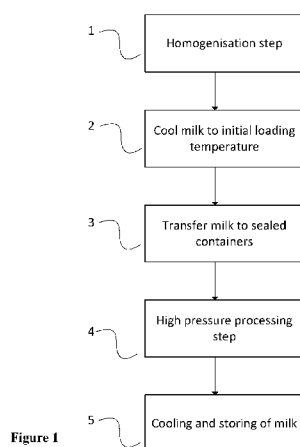 1
Homogenisation step
2
Cool milk to initial loading
temperature
3
Transfer milk to sealed
containers
High pressure processing
step
4
5
Cooling and storing of milk
Figure 1